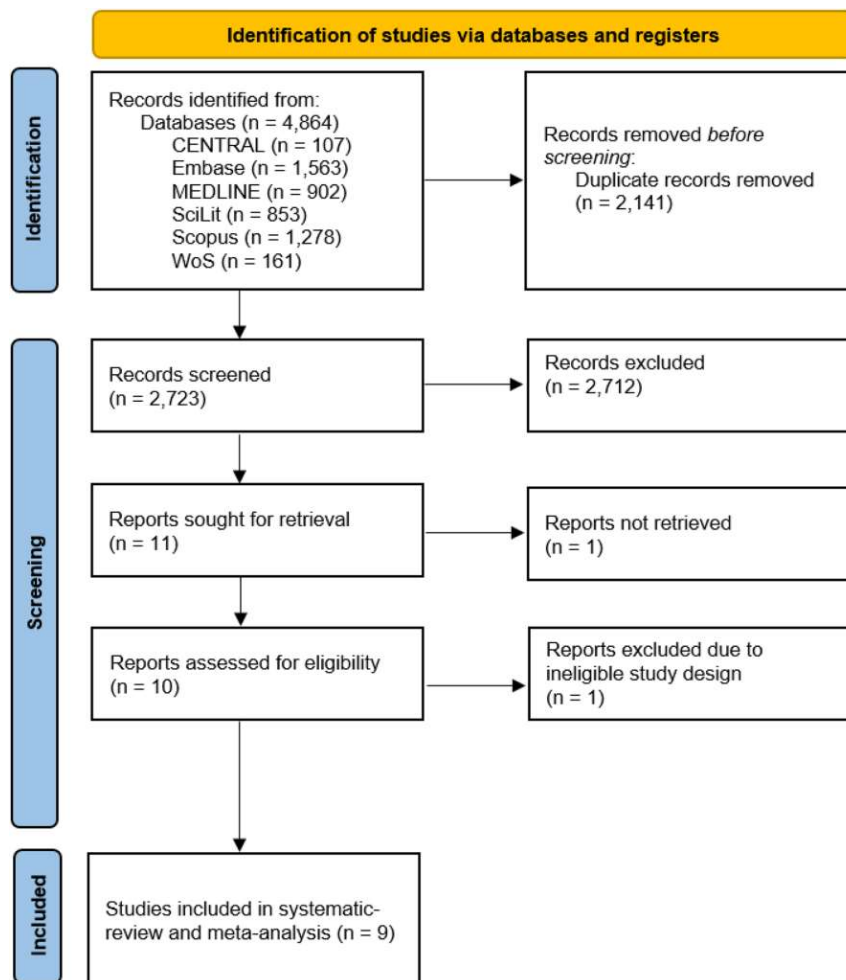 Identification of studies via databases and registers
Identification
Records identified from:
Databases (n = 4,864)
CENTRAL (n = 107)
Embase (n = 1,563)
MEDLINE (n = 902)
SciLit (n = 853)
Scopus (n = 1,278)
WoS (n = 161)
Records removed before
screening:
Duplicate records removed
(n = 2,141)
Screening
Records screened
(n = 2,723)
Records excluded
(n = 2,712)
Reports sought for retrieval
(n = 11)
Reports not retrieved
(n = 1)
Reports assessed for eligibility
(n = 10)
Reports excluded due to
ineligible study design
(n = 1)
Included
Studies included in systematic-
review and meta-analysis (n = 9)